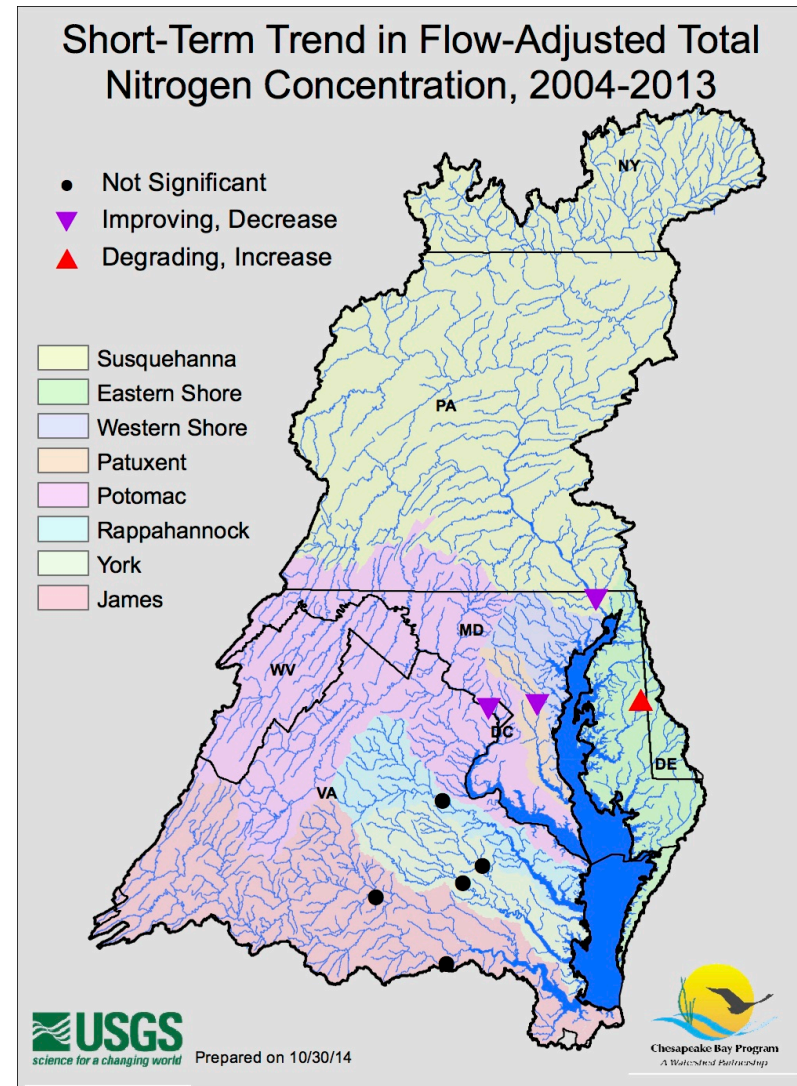 Short-Term Trend in Flow-Adjusted Total
Nitrogen Concentration, 2004-2013
Not Significant
Improving, Decrease
Degrading, Increase
Susquehanna
Eastern Shore
Western Shore
Patuxent
Potomac
Rappahannock
York
James
NY
PA
MD
WV
DC
DE
VA
USGS
science for a changing world
Prepared on 10/30/14
Chesapeake Bay Program
A Watershed Partnership